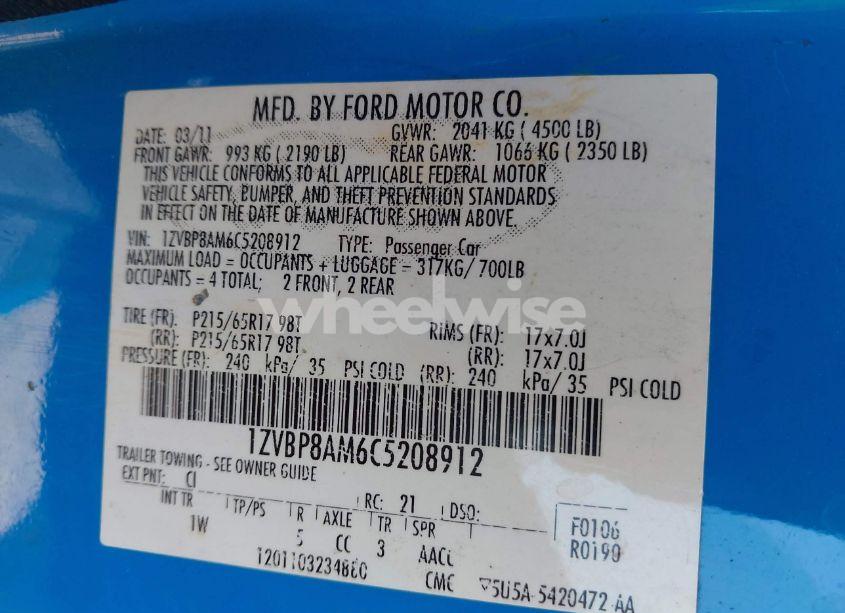 MFD. BY FORD MOTOR CO.
DATE: 03/11 GVWR: 2041 KG ( 4500 LB)
FRONT GAWR: 993 KG ( 2190 LB) REAR GAWR: 1066 KG ( 2350 LB)
THIS VEHICLE CONFORMS TO ALL APPLICABLE FEDERAL MOTOR
VEHICLE SAFETY, BUMPER, AND THEFT PREVENTION STANDARDS
IN EFFECT ON THE DATE OF MANUFACTURE SHOWN ABOVE.
VIN: 1ZVBP8AM6C5208912 TYPE: Passenger Car
MAXIMUM LOAD = OCCUPANTS + LUGGAGE = 317KG/ 700LB
OCCUPANTS = 4 TOTAL; 2 FRONT, 2 REAR
wheelwise
TIRE (FR): P215/65R17 98T RIMS (FR): 17x7.0J
(RR): P215/65R17 98T (RR): 17x7.0J
PRESSURE (FR): 240 kPa/ 35 PSI COLD (RR): 240 kPa/ 35 PSI COLD
1ZVBP8AM6C5208912
TRAILER TOWING - SEE OWNER GUIDE
EXT PNT: CI RC: 21 DSO:
INT TR TP/PS R AXLE TR SPR F0106
1W 5 CC 3 AACC R0190
CMC 5U5A-5420472-AA